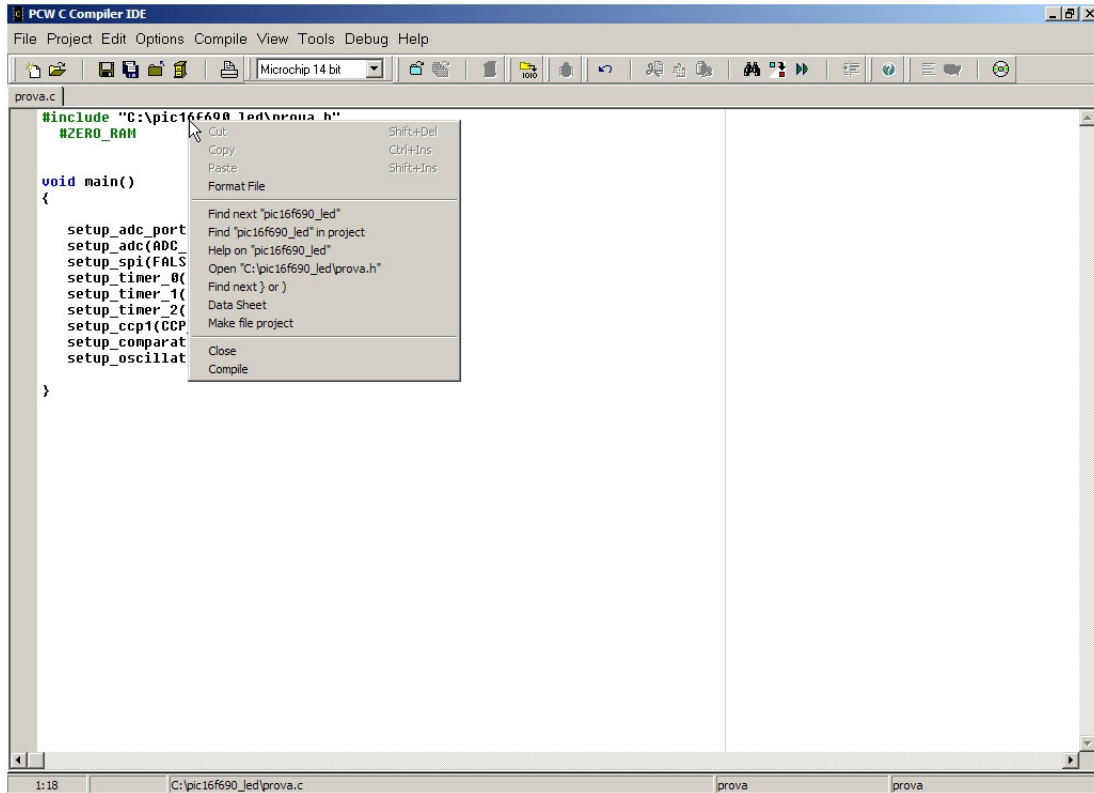 PCW C Compiler IDE
File Project Edit Options Compile View Tools Debug Help
Microchip 14 bit
prova.c
#include "C:\pic16f690_led\prova.h"
#ZERO_RAM
void main()
{
setup_adc_port
setup_adc(ADC_
setup_spi(FALS
setup_timer_0(
setup_timer_1(
setup_timer_2(
setup_ccp1(CCP
setup_comparat
setup_oscillat
}
Cut Shift+Del
Copy Ctrl+Ins
Paste Shift+Ins
Format File
Find next "pic16f690_led"
Find "pic16f690_led" in project
Help on "pic16f690_led"
Open "C:\pic16f690_led\prova.h"
Find next } or )
Data Sheet
Make file project
Close
Compile
1:18 C:\pic16f690_led\prova.c prova prova